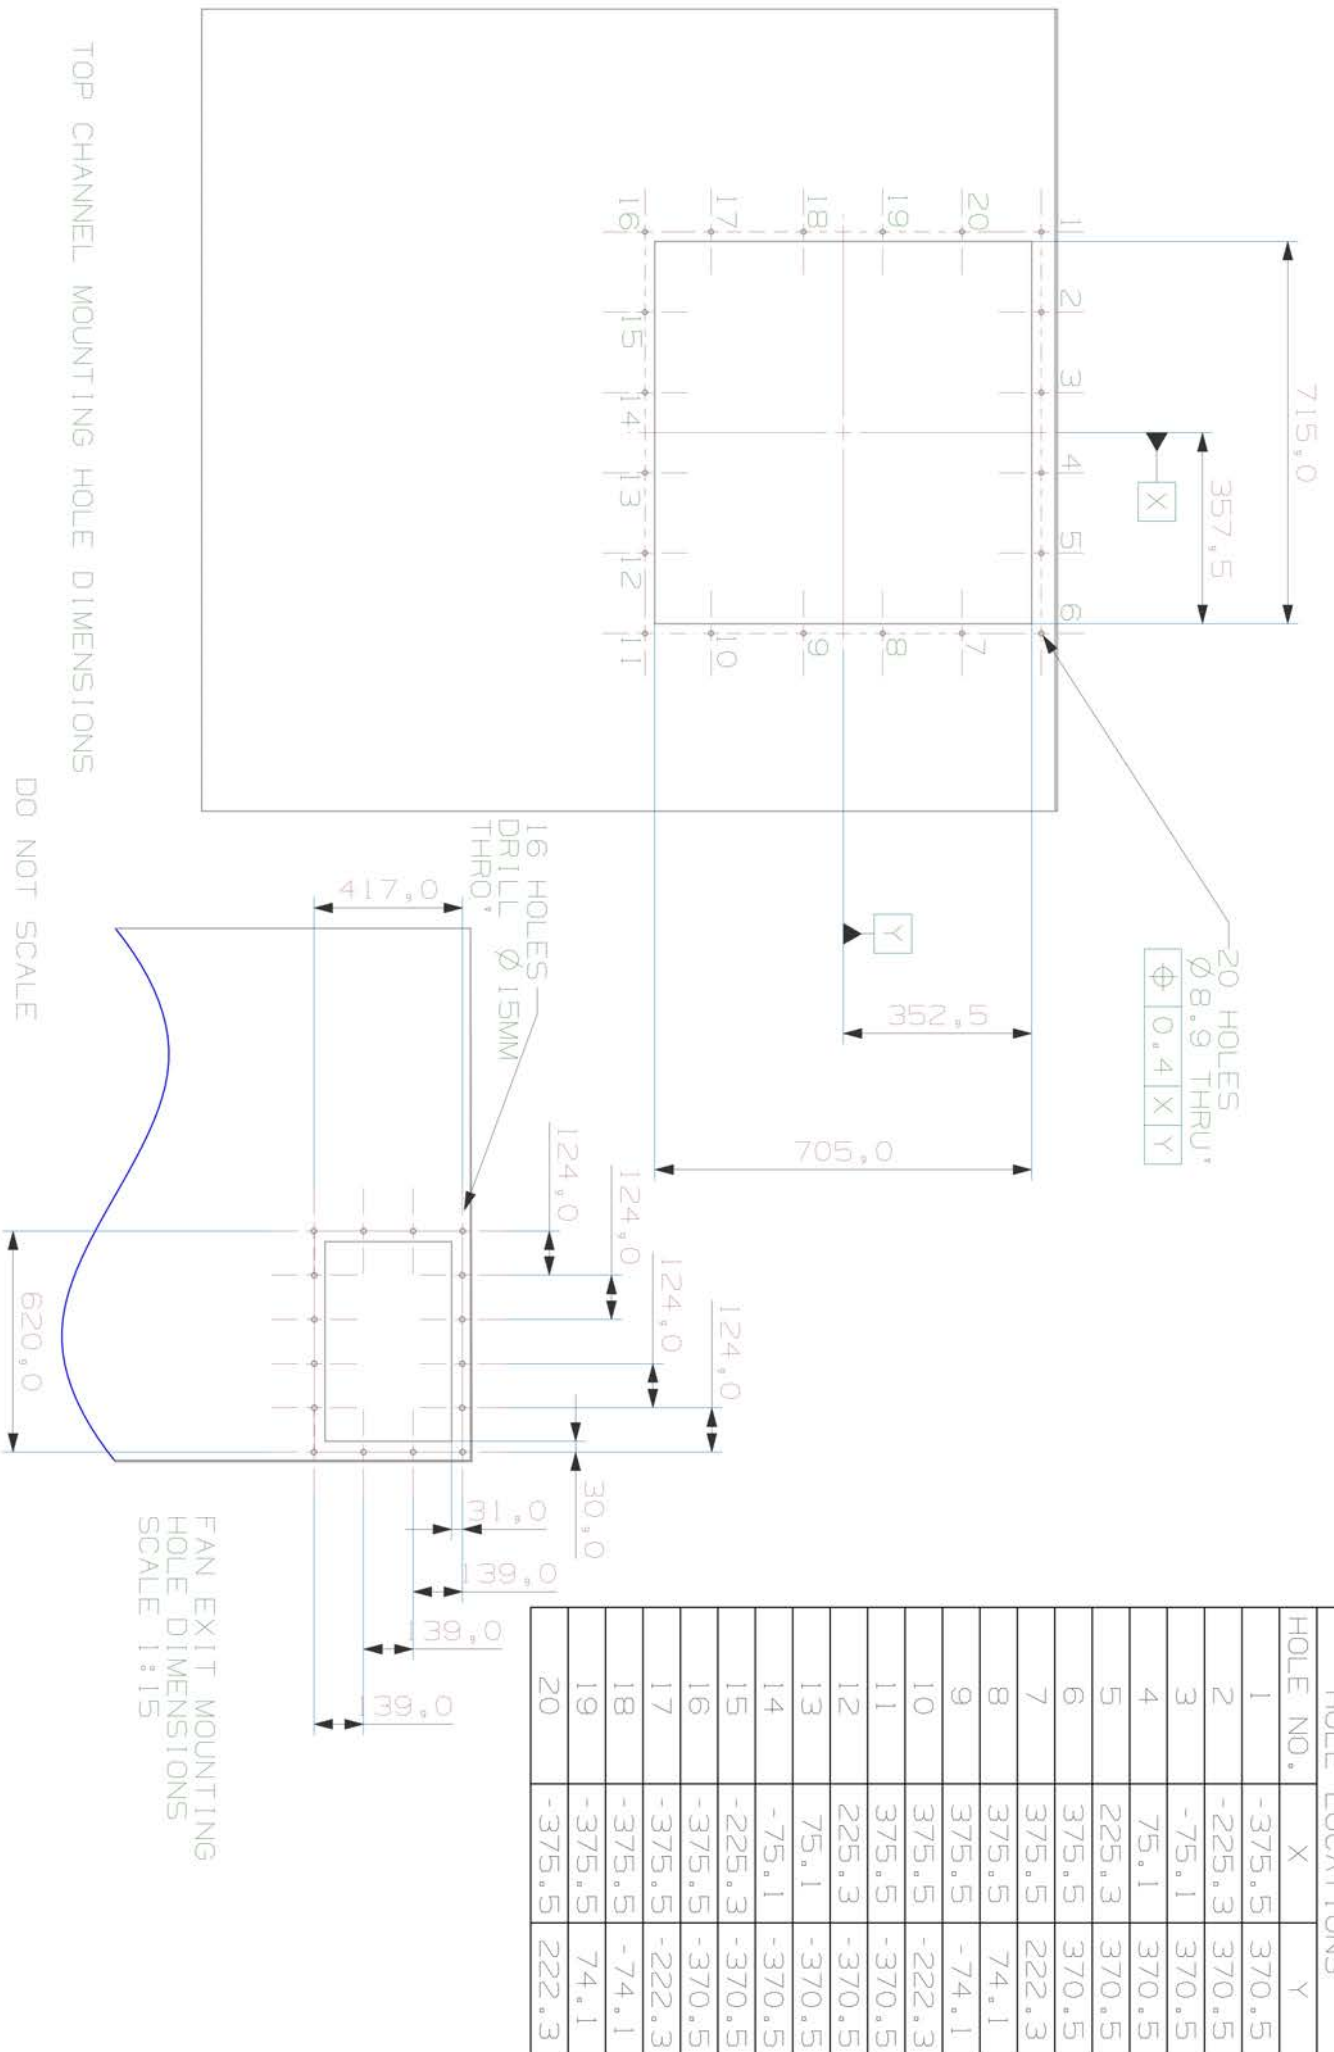 HOLE LOCATIONS
HOLE NO. X Y
1 -375.5 370.5
2 -225.3 370.5
3 -75.1 370.5
4 75.1 370.5
5 225.3 370.5
6 375.5 370.5
7 375.5 222.3
8 375.5 74.1
9 375.5 -74.1
10 375.5 -222.3
11 375.5 -370.5
12 225.3 -370.5
13 75.1 -370.5
14 -75.1 -370.5
15 -225.3 -370.5
16 -375.5 -370.5
17 -375.5 -222.3
18 -375.5 -74.1
19 -375.5 74.1
20 -375.5 222.3
715,0
357,5
X
20 HOLES
Ø8.9 THRU'
⌖ 0.4 X Y
1
2
3
4
5
6
20
7
19
8
18
9
17
10
16
15
14
13
12
11
Y
352,5
705,0
16 HOLES
DRILL Ø15MM
THRO'
417,0
124,0
124,0
124,0
124,0
30,0
31,0
139,0
139,0
139,0
620,0
FAN EXIT MOUNTING
HOLE DIMENSIONS
SCALE 1:15
TOP CHANNEL MOUNTING HOLE DIMENSIONS
DO NOT SCALE